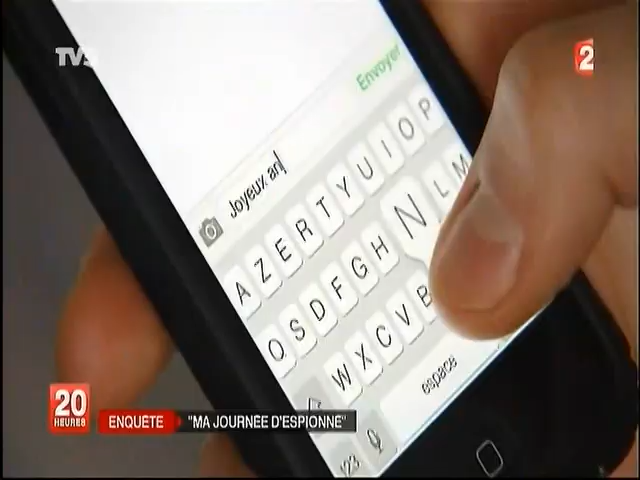 TV5
2
Envoyer
Joyeux an
A Z E R T Y U I O P
Q S D F G H L M
N
W X C V B
123
espace
20 HEURES
ENQUÊTE "MA JOURNÉE D'ESPIONNE"